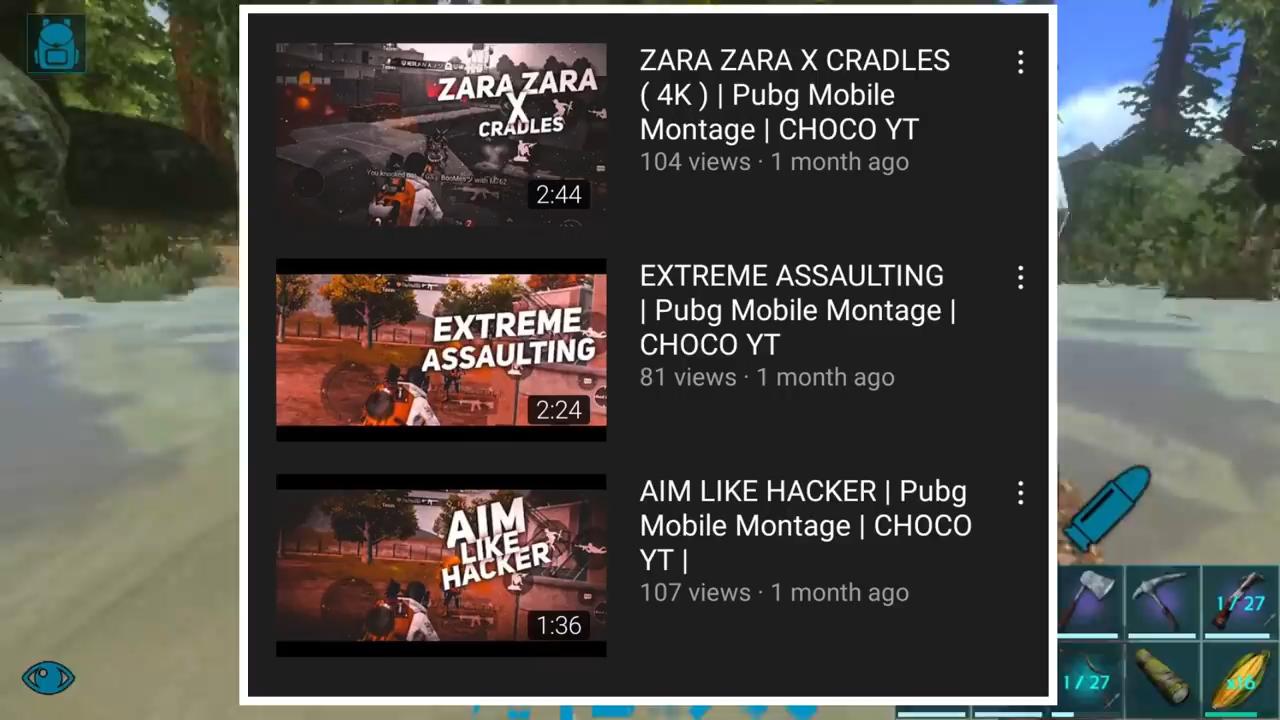 ZARA ZARA
X
CRADLES
2:44
ZARA ZARA X CRADLES
( 4K ) | Pubg Mobile
Montage | CHOCO YT
104 views · 1 month ago
EXTREME
ASSAULTING
2:24
EXTREME ASSAULTING
| Pubg Mobile Montage |
CHOCO YT
81 views · 1 month ago
AIM
LIKE
HACKER
1:36
AIM LIKE HACKER | Pubg
Mobile Montage | CHOCO
YT |
107 views · 1 month ago
1 / 27
1 / 27
x16